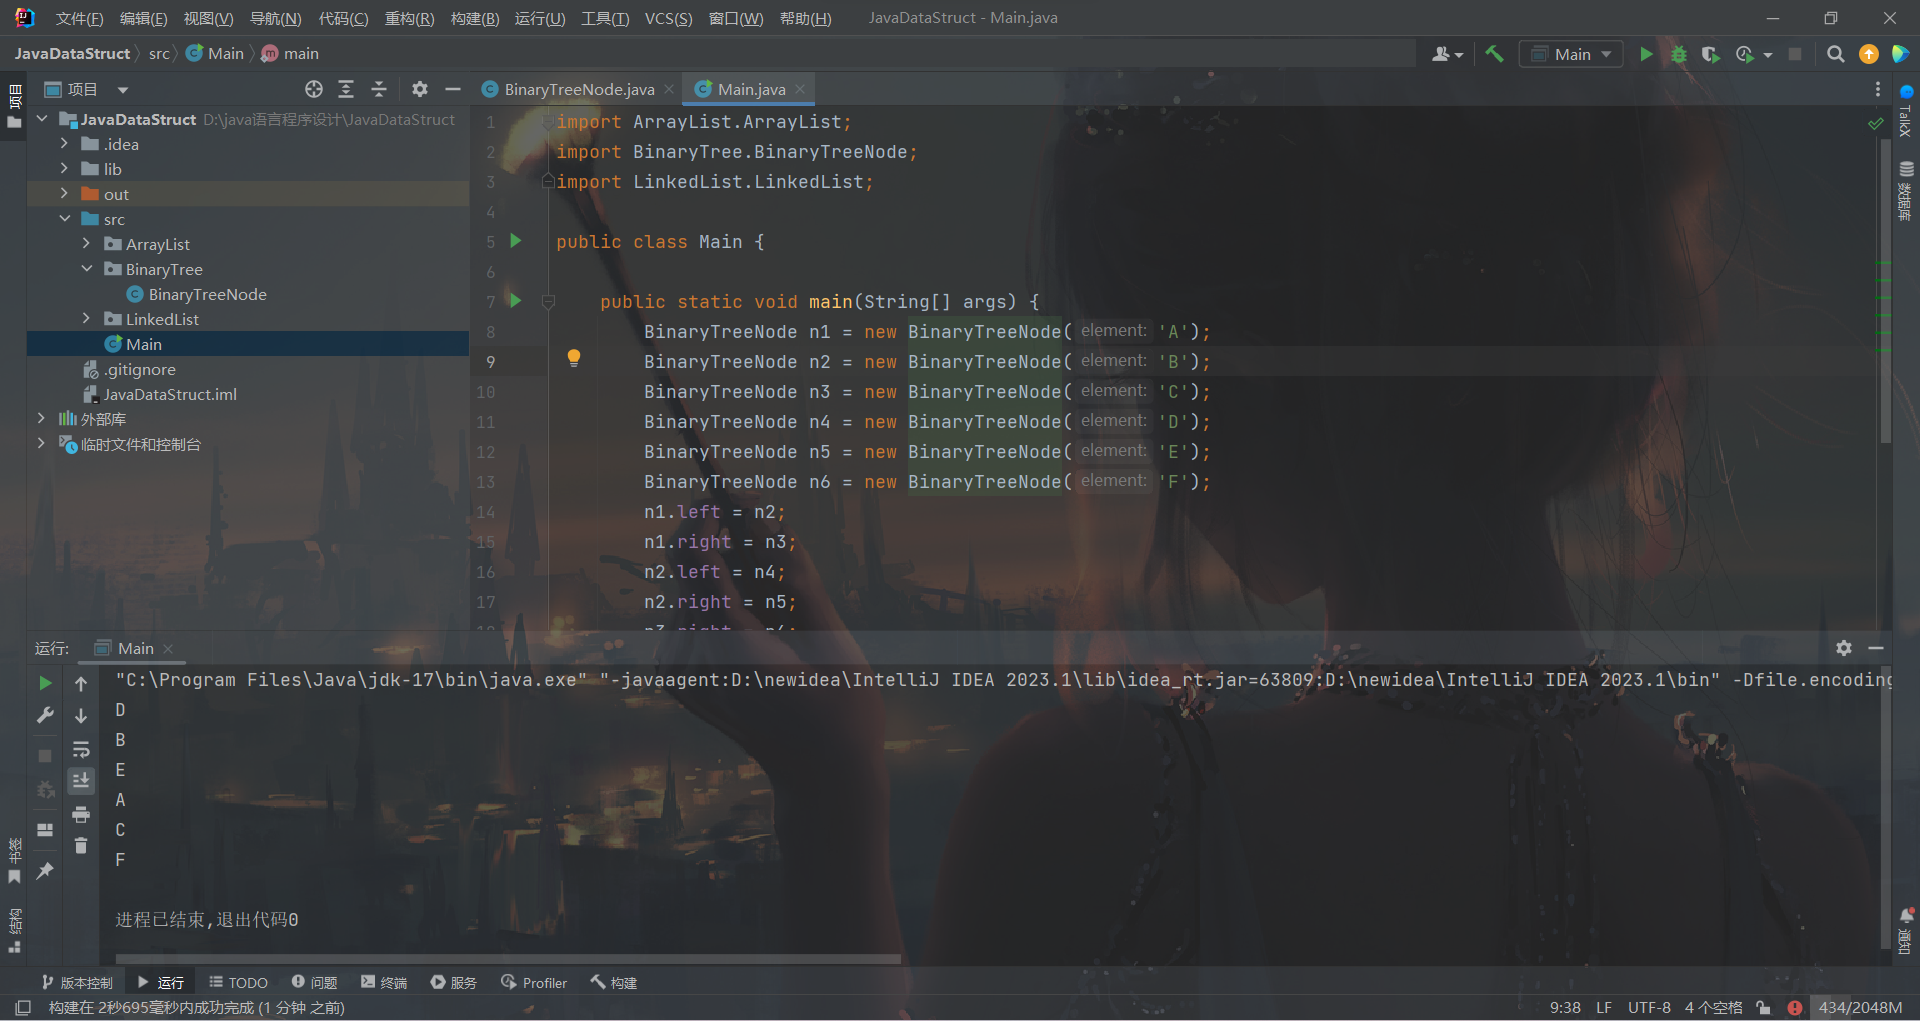 文件(F) 编辑(E) 视图(V) 导航(N) 代码(C) 重构(R) 构建(B) 运行(U) 工具(T) VCS(S) 窗口(W) 帮助(H) JavaDataStruct - Main.java
JavaDataStruct src Main main
Main
项目
项目
BinaryTreeNode.java Main.java
JavaDataStruct D:\java语言程序设计\JavaDataStruct
.idea
lib
out
src
ArrayList
BinaryTree
BinaryTreeNode
LinkedList
Main
.gitignore
JavaDataStruct.iml
外部库
临时文件和控制台
1 import ArrayList.ArrayList;
2 import BinaryTree.BinaryTreeNode;
3 import LinkedList.LinkedList;
4
5 public class Main {
6
7 public static void main(String[] args) {
8 BinaryTreeNode n1 = new BinaryTreeNode( element: 'A');
9 BinaryTreeNode n2 = new BinaryTreeNode( element: 'B');
10 BinaryTreeNode n3 = new BinaryTreeNode( element: 'C');
11 BinaryTreeNode n4 = new BinaryTreeNode( element: 'D');
12 BinaryTreeNode n5 = new BinaryTreeNode( element: 'E');
13 BinaryTreeNode n6 = new BinaryTreeNode( element: 'F');
14 n1.left = n2;
15 n1.right = n3;
16 n2.left = n4;
17 n2.right = n5;
TalkX
数据库
运行: Main
"C:\Program Files\Java\jdk-17\bin\java.exe" "-javaagent:D:\newidea\IntelliJ IDEA 2023.1\lib\idea_rt.jar=63809:D:\newidea\IntelliJ IDEA 2023.1\bin" -Dfile.encoding
D
B
E
A
C
F
进程已结束,退出代码0
书签
结构
通知
版本控制 运行 TODO 问题 终端 服务 Profiler 构建
构建在 2秒695毫秒内成功完成 (1 分钟 之前) 9:38 LF UTF-8 4 个空格 434/2048M